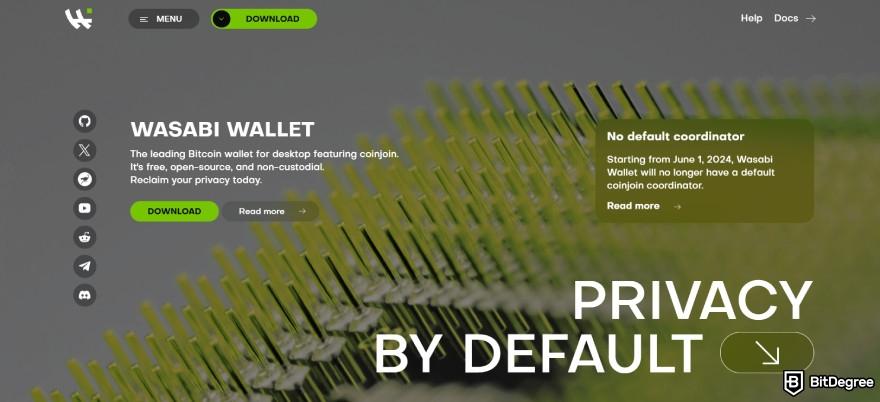 MENU
DOWNLOAD
Help
Docs
WASABI WALLET
The leading Bitcoin wallet for desktop featuring coinjoin.
It's free, open-source, and non-custodial.
Reclaim your privacy today.
DOWNLOAD
Read more
No default coordinator
Starting from June 1, 2024, Wasabi
Wallet will no longer have a default
coinjoin coordinator.
Read more
PRIVACY
BY DEFAULT
BitDegree